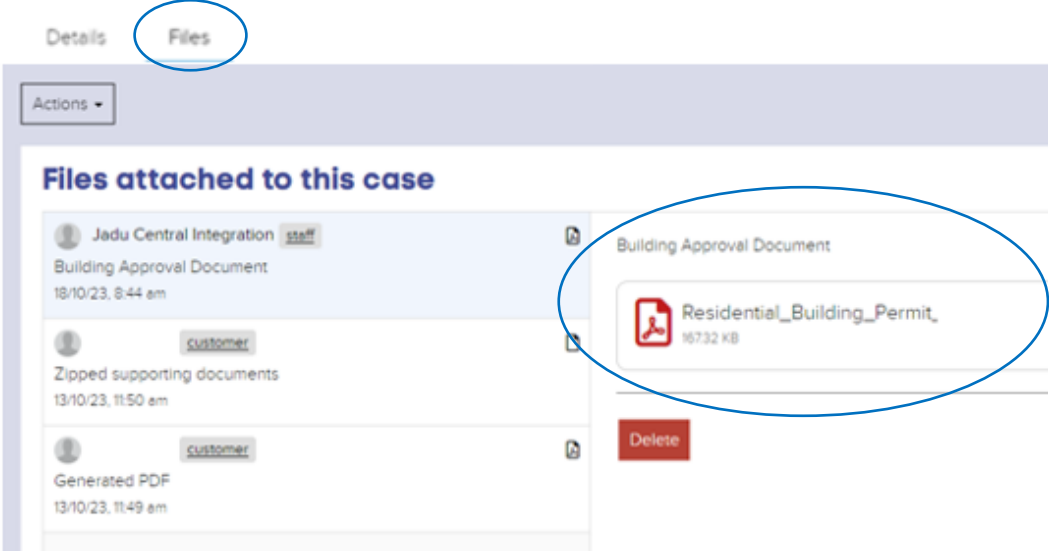 Details Files
Actions
Files attached to this case
Jadu Central Integration staff
Building Approval Document
18/10/23, 8:44 am
customer
Zipped supporting documents
13/10/23, 11:50 am
customer
Generated PDF
13/10/23, 11:49 am
Building Approval Document
Residential_Building_Permit_
167.32 KB
Delete